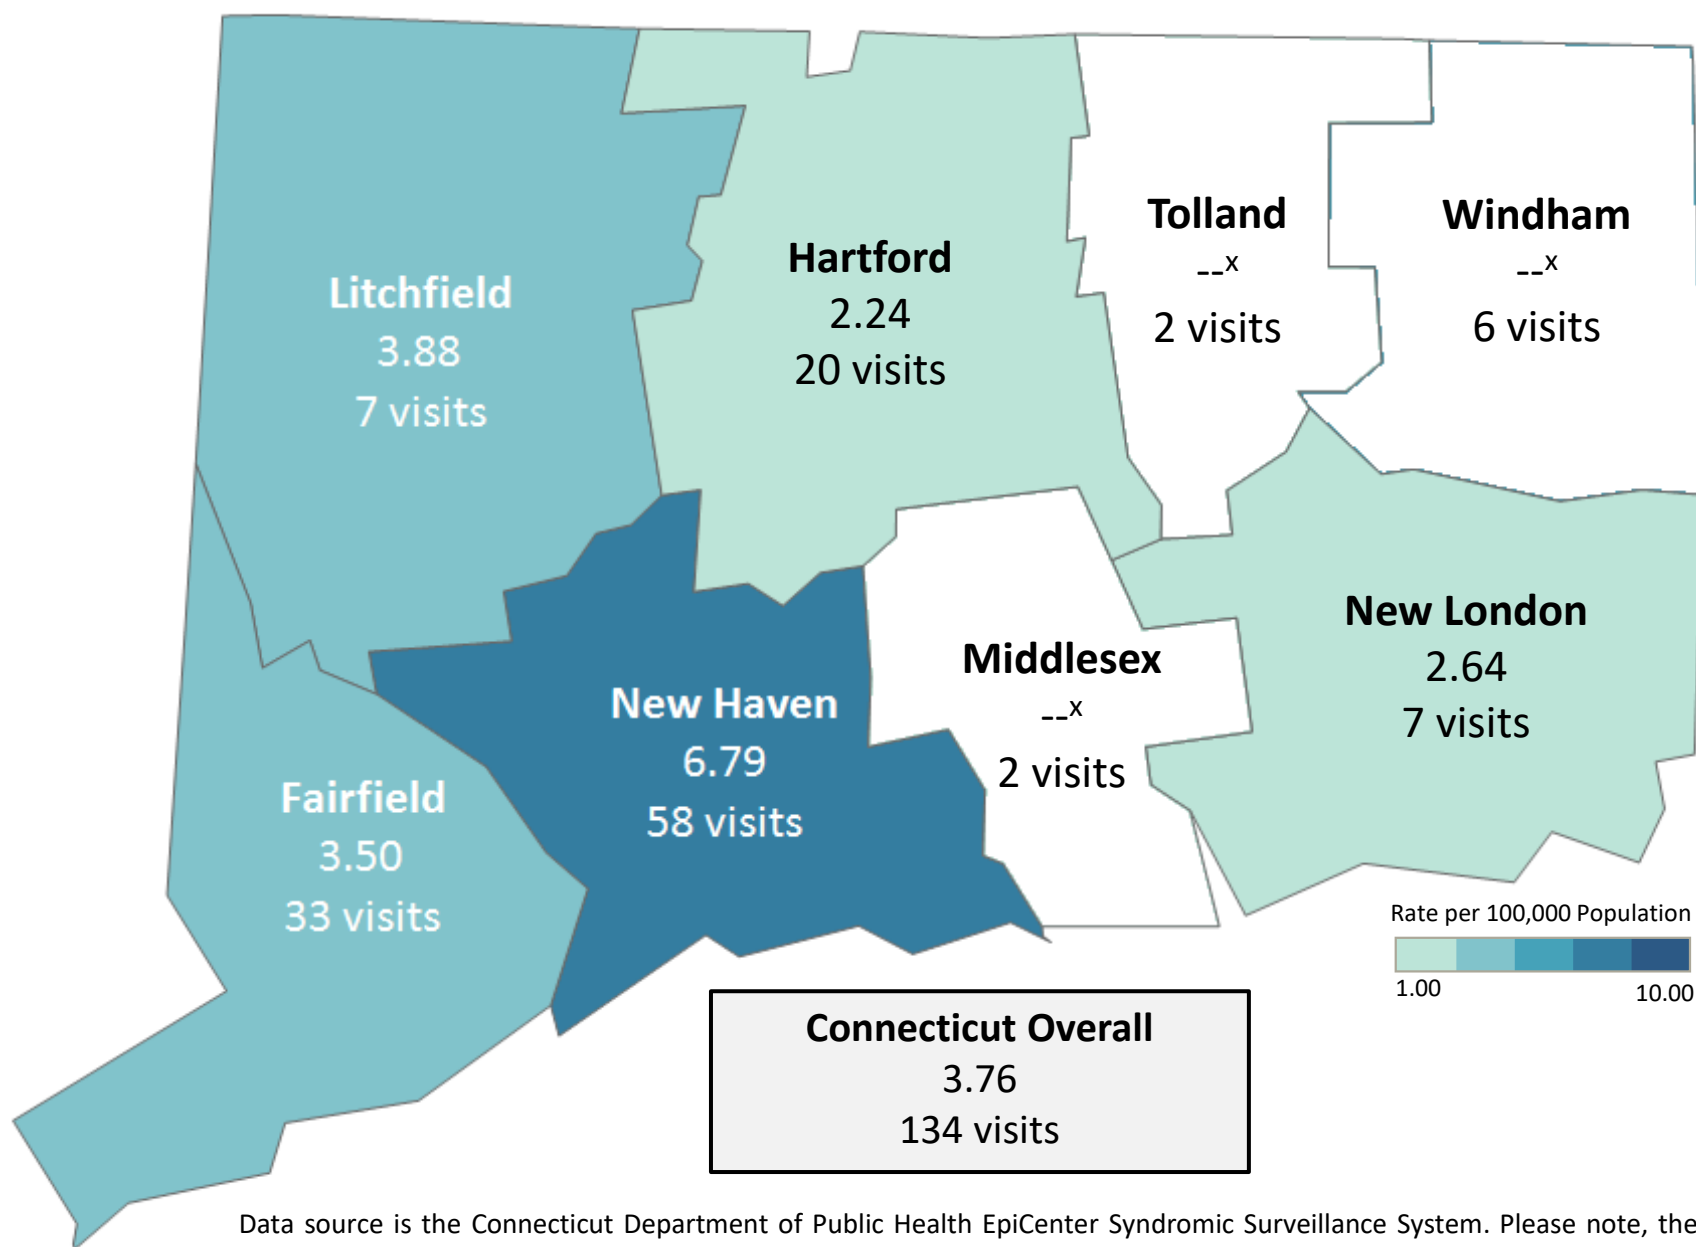 Litchfield
3.88
7 visits
Hartford
2.24
20 visits
Tolland
--x
2 visits
Windham
--x
6 visits
New London
2.64
7 visits
Middlesex
--x
2 visits
New Haven
6.79
58 visits
Fairfield
3.50
33 visits
Rate per 100,000 Population
1.00
10.00
Connecticut Overall
3.76
134 visits
Data source is the Connecticut Department of Public Health EpiCenter Syndromic Surveillance System. Please note, the